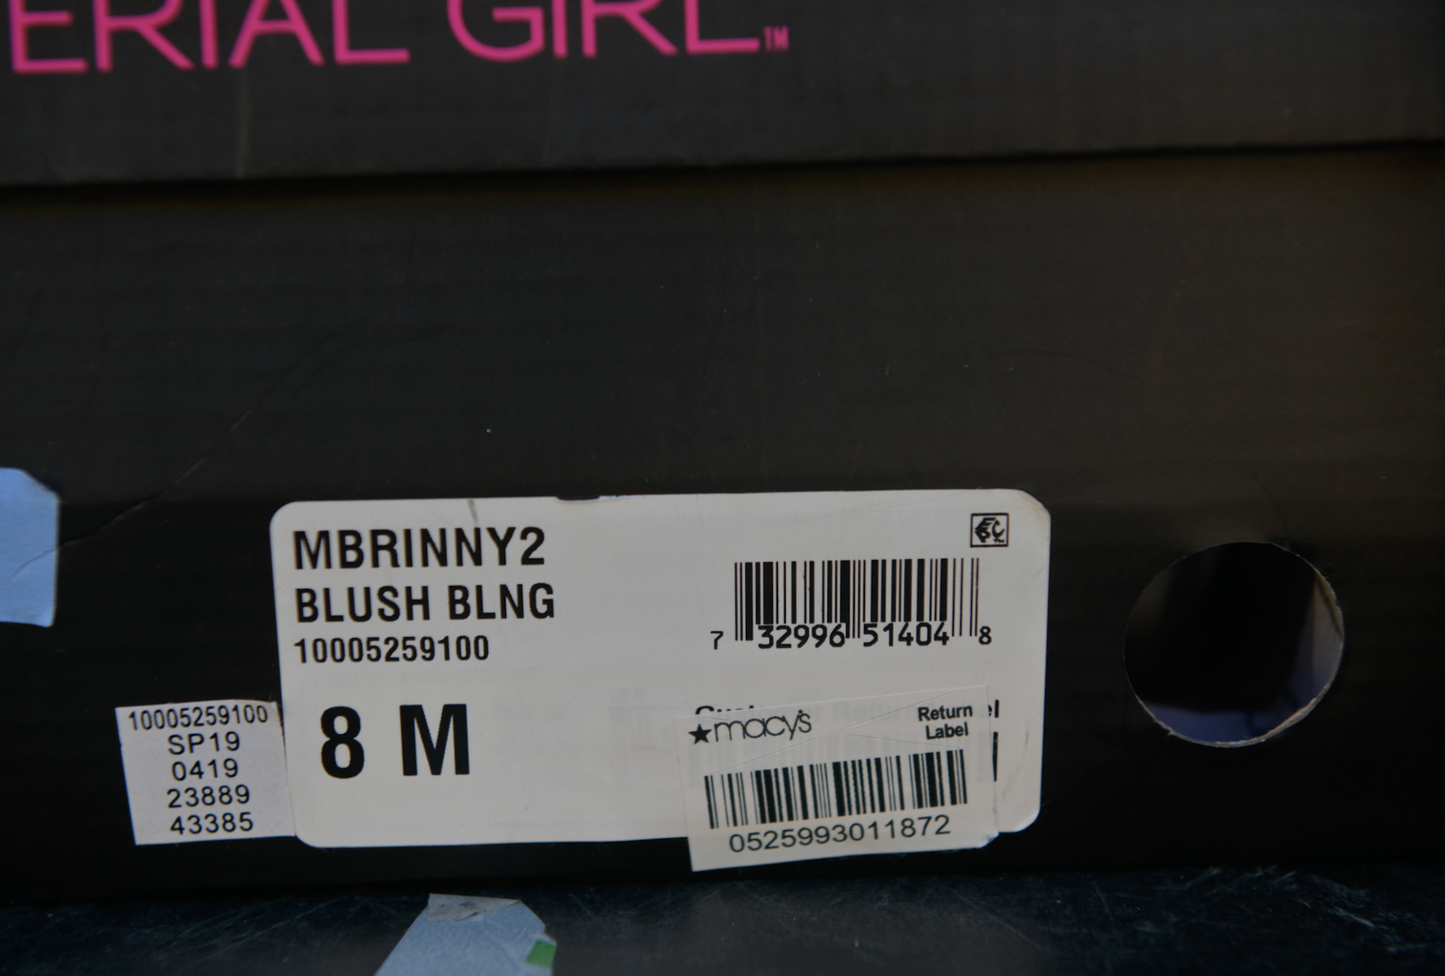 ERIAL GIRL™
MBRINNY2
BLUSH BLNG
10005259100
7 32996 51404 8
8 M
10005259100
SP19
0419
23889
43385
★macy's
Return
Label
0525993011872